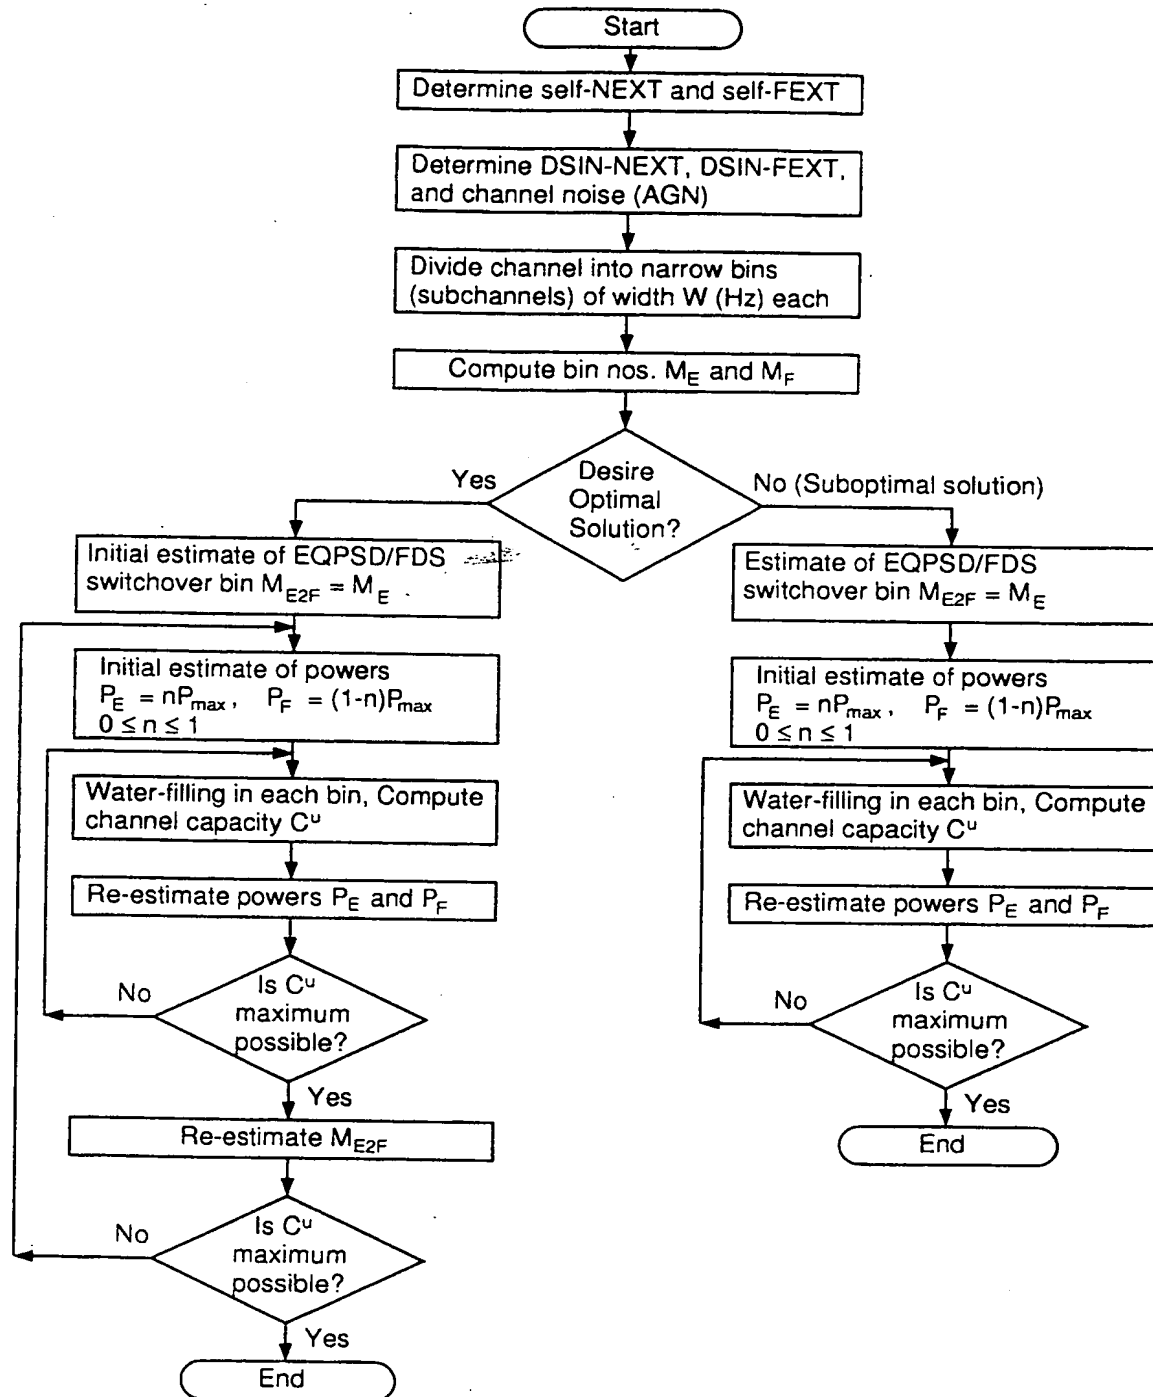 Start
Determine self-NEXT and self-FEXT
Determine DSIN-NEXT, DSIN-FEXT,
and channel noise (AGN)
Divide channel into narrow bins
(subchannels) of width W (Hz) each
Compute bin nos. M_E and M_F
Desire
Optimal
Solution?
Yes
No (Suboptimal solution)
Initial estimate of EQPSD/FDS
switchover bin M_E2F = M_E
Initial estimate of powers
P_E = nP_max, P_F = (1-n)P_max
0 ≤ n ≤ 1
Water-filling in each bin, Compute
channel capacity C^u
Re-estimate powers P_E and P_F
Is C^u
maximum
possible?
No
Yes
Re-estimate M_E2F
Is C^u
maximum
possible?
No
Yes
End
Estimate of EQPSD/FDS
switchover bin M_E2F = M_E
Initial estimate of powers
P_E = nP_max, P_F = (1-n)P_max
0 ≤ n ≤ 1
Water-filling in each bin, Compute
channel capacity C^u
Re-estimate powers P_E and P_F
Is C^u
maximum
possible?
No
Yes
End